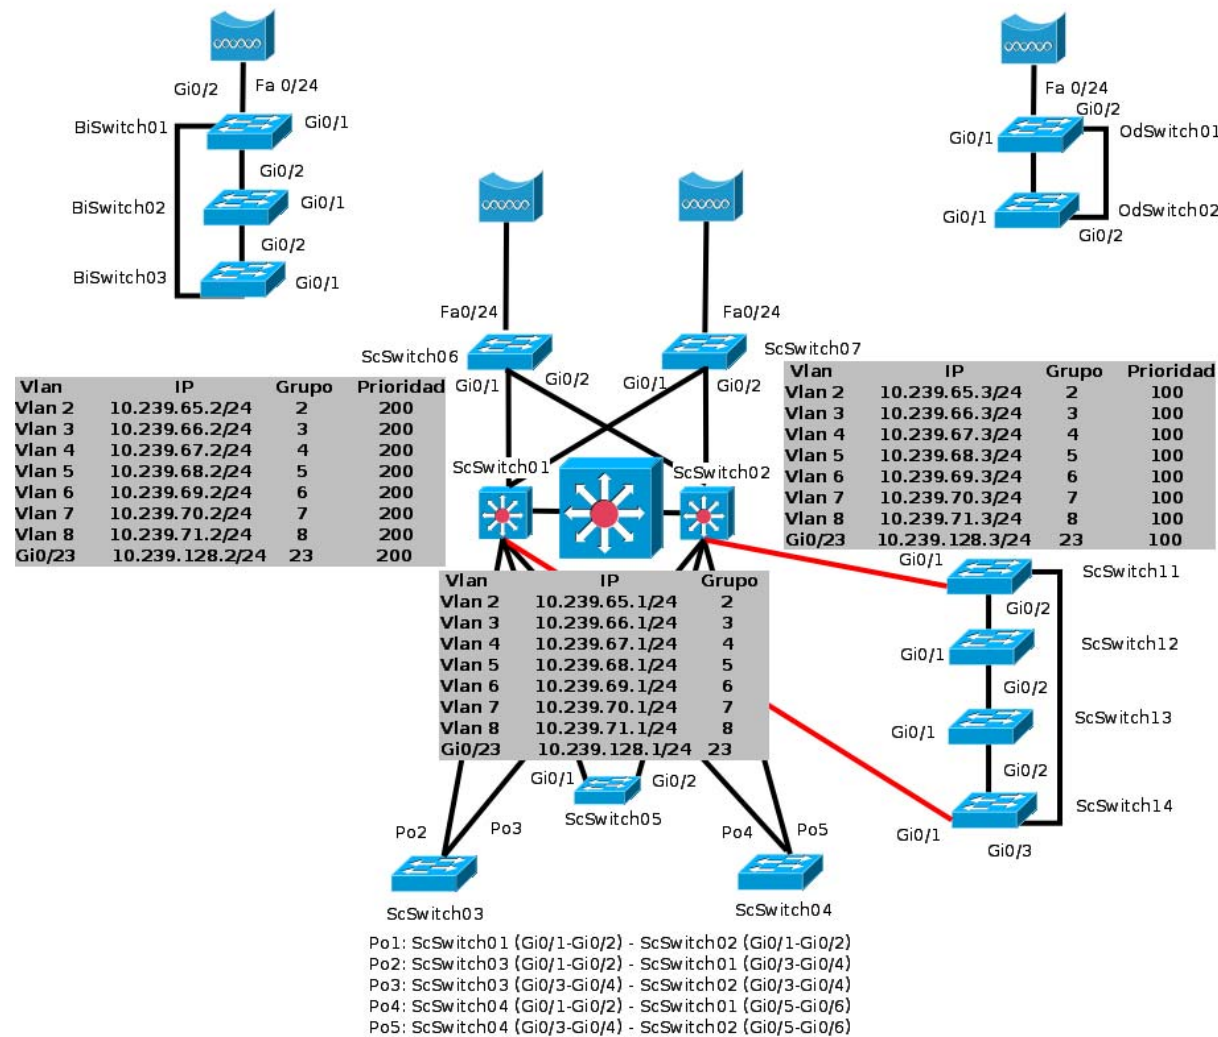 Gi0/2
Fa 0/24
BiSwitch01
Gi0/1
Gi0/2
BiSwitch02
Gi0/1
Gi0/2
BiSwitch03
Gi0/1
Fa 0/24
Gi0/2
Gi0/1
OdSwitch01
Gi0/1
OdSwitch02
Gi0/2
Fa0/24
Fa0/24
ScSwitch06
ScSwitch07
Gi0/1
Gi0/2
Gi0/1
Gi0/2
ScSwitch01
ScSwitch02
Vlan IP Grupo Prioridad
Vlan 2 10.239.65.2/24 2 200
Vlan 3 10.239.66.2/24 3 200
Vlan 4 10.239.67.2/24 4 200
Vlan 5 10.239.68.2/24 5 200
Vlan 6 10.239.69.2/24 6 200
Vlan 7 10.239.70.2/24 7 200
Vlan 8 10.239.71.2/24 8 200
Gi0/23 10.239.128.2/24 23 200
Vlan IP Grupo Prioridad
Vlan 2 10.239.65.3/24 2 100
Vlan 3 10.239.66.3/24 3 100
Vlan 4 10.239.67.3/24 4 100
Vlan 5 10.239.68.3/24 5 100
Vlan 6 10.239.69.3/24 6 100
Vlan 7 10.239.70.3/24 7 100
Vlan 8 10.239.71.3/24 8 100
Gi0/23 10.239.128.3/24 23 100
Vlan IP Grupo
Vlan 2 10.239.65.1/24 2
Vlan 3 10.239.66.1/24 3
Vlan 4 10.239.67.1/24 4
Vlan 5 10.239.68.1/24 5
Vlan 6 10.239.69.1/24 6
Vlan 7 10.239.70.1/24 7
Vlan 8 10.239.71.1/24 8
Gi0/23 10.239.128.1/24 23
Gi0/1
ScSwitch11
Gi0/2
ScSwitch12
Gi0/1
Gi0/2
ScSwitch13
Gi0/1
Gi0/2
ScSwitch14
Gi0/1
Gi0/3
Gi0/1
Gi0/2
ScSwitch05
Po2
Po3
Po4
Po5
ScSwitch03
ScSwitch04
Po1: ScSwitch01 (Gi0/1-Gi0/2) - ScSwitch02 (Gi0/1-Gi0/2)
Po2: ScSwitch03 (Gi0/1-Gi0/2) - ScSwitch01 (Gi0/3-Gi0/4)
Po3: ScSwitch03 (Gi0/3-Gi0/4) - ScSwitch02 (Gi0/3-Gi0/4)
Po4: ScSwitch04 (Gi0/1-Gi0/2) - ScSwitch01 (Gi0/5-Gi0/6)
Po5: ScSwitch04 (Gi0/3-Gi0/4) - ScSwitch02 (Gi0/5-Gi0/6)